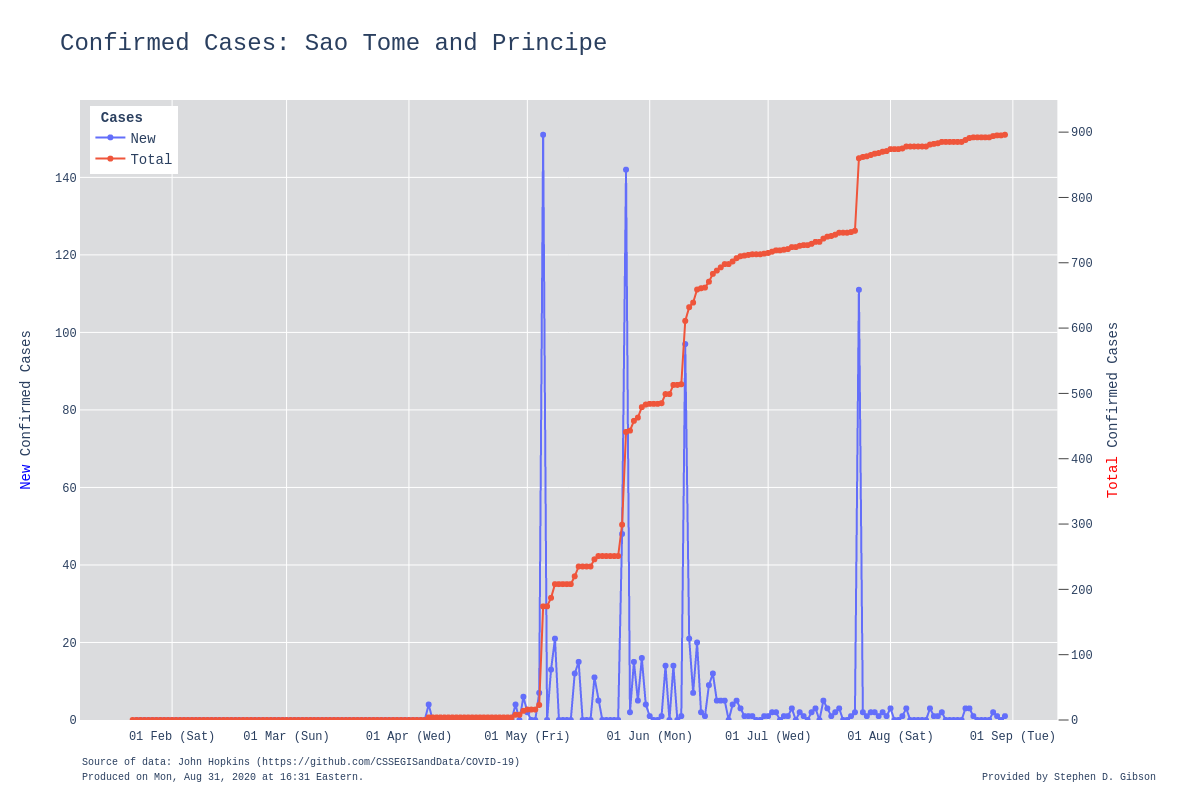 Confirmed Cases: Sao Tome and Principe
Cases
New
Total
140
120
100
80
60
40
20
0
900
800
700
600
500
400
300
200
100
0
New Confirmed Cases
Total Confirmed Cases
01 Feb (Sat) 01 Mar (Sun) 01 Apr (Wed) 01 May (Fri) 01 Jun (Mon) 01 Jul (Wed) 01 Aug (Sat) 01 Sep (Tue)
Source of data: John Hopkins (https://github.com/CSSEGISandData/COVID-19)
Produced on Mon, Aug 31, 2020 at 16:31 Eastern.
Provided by Stephen D. Gibson